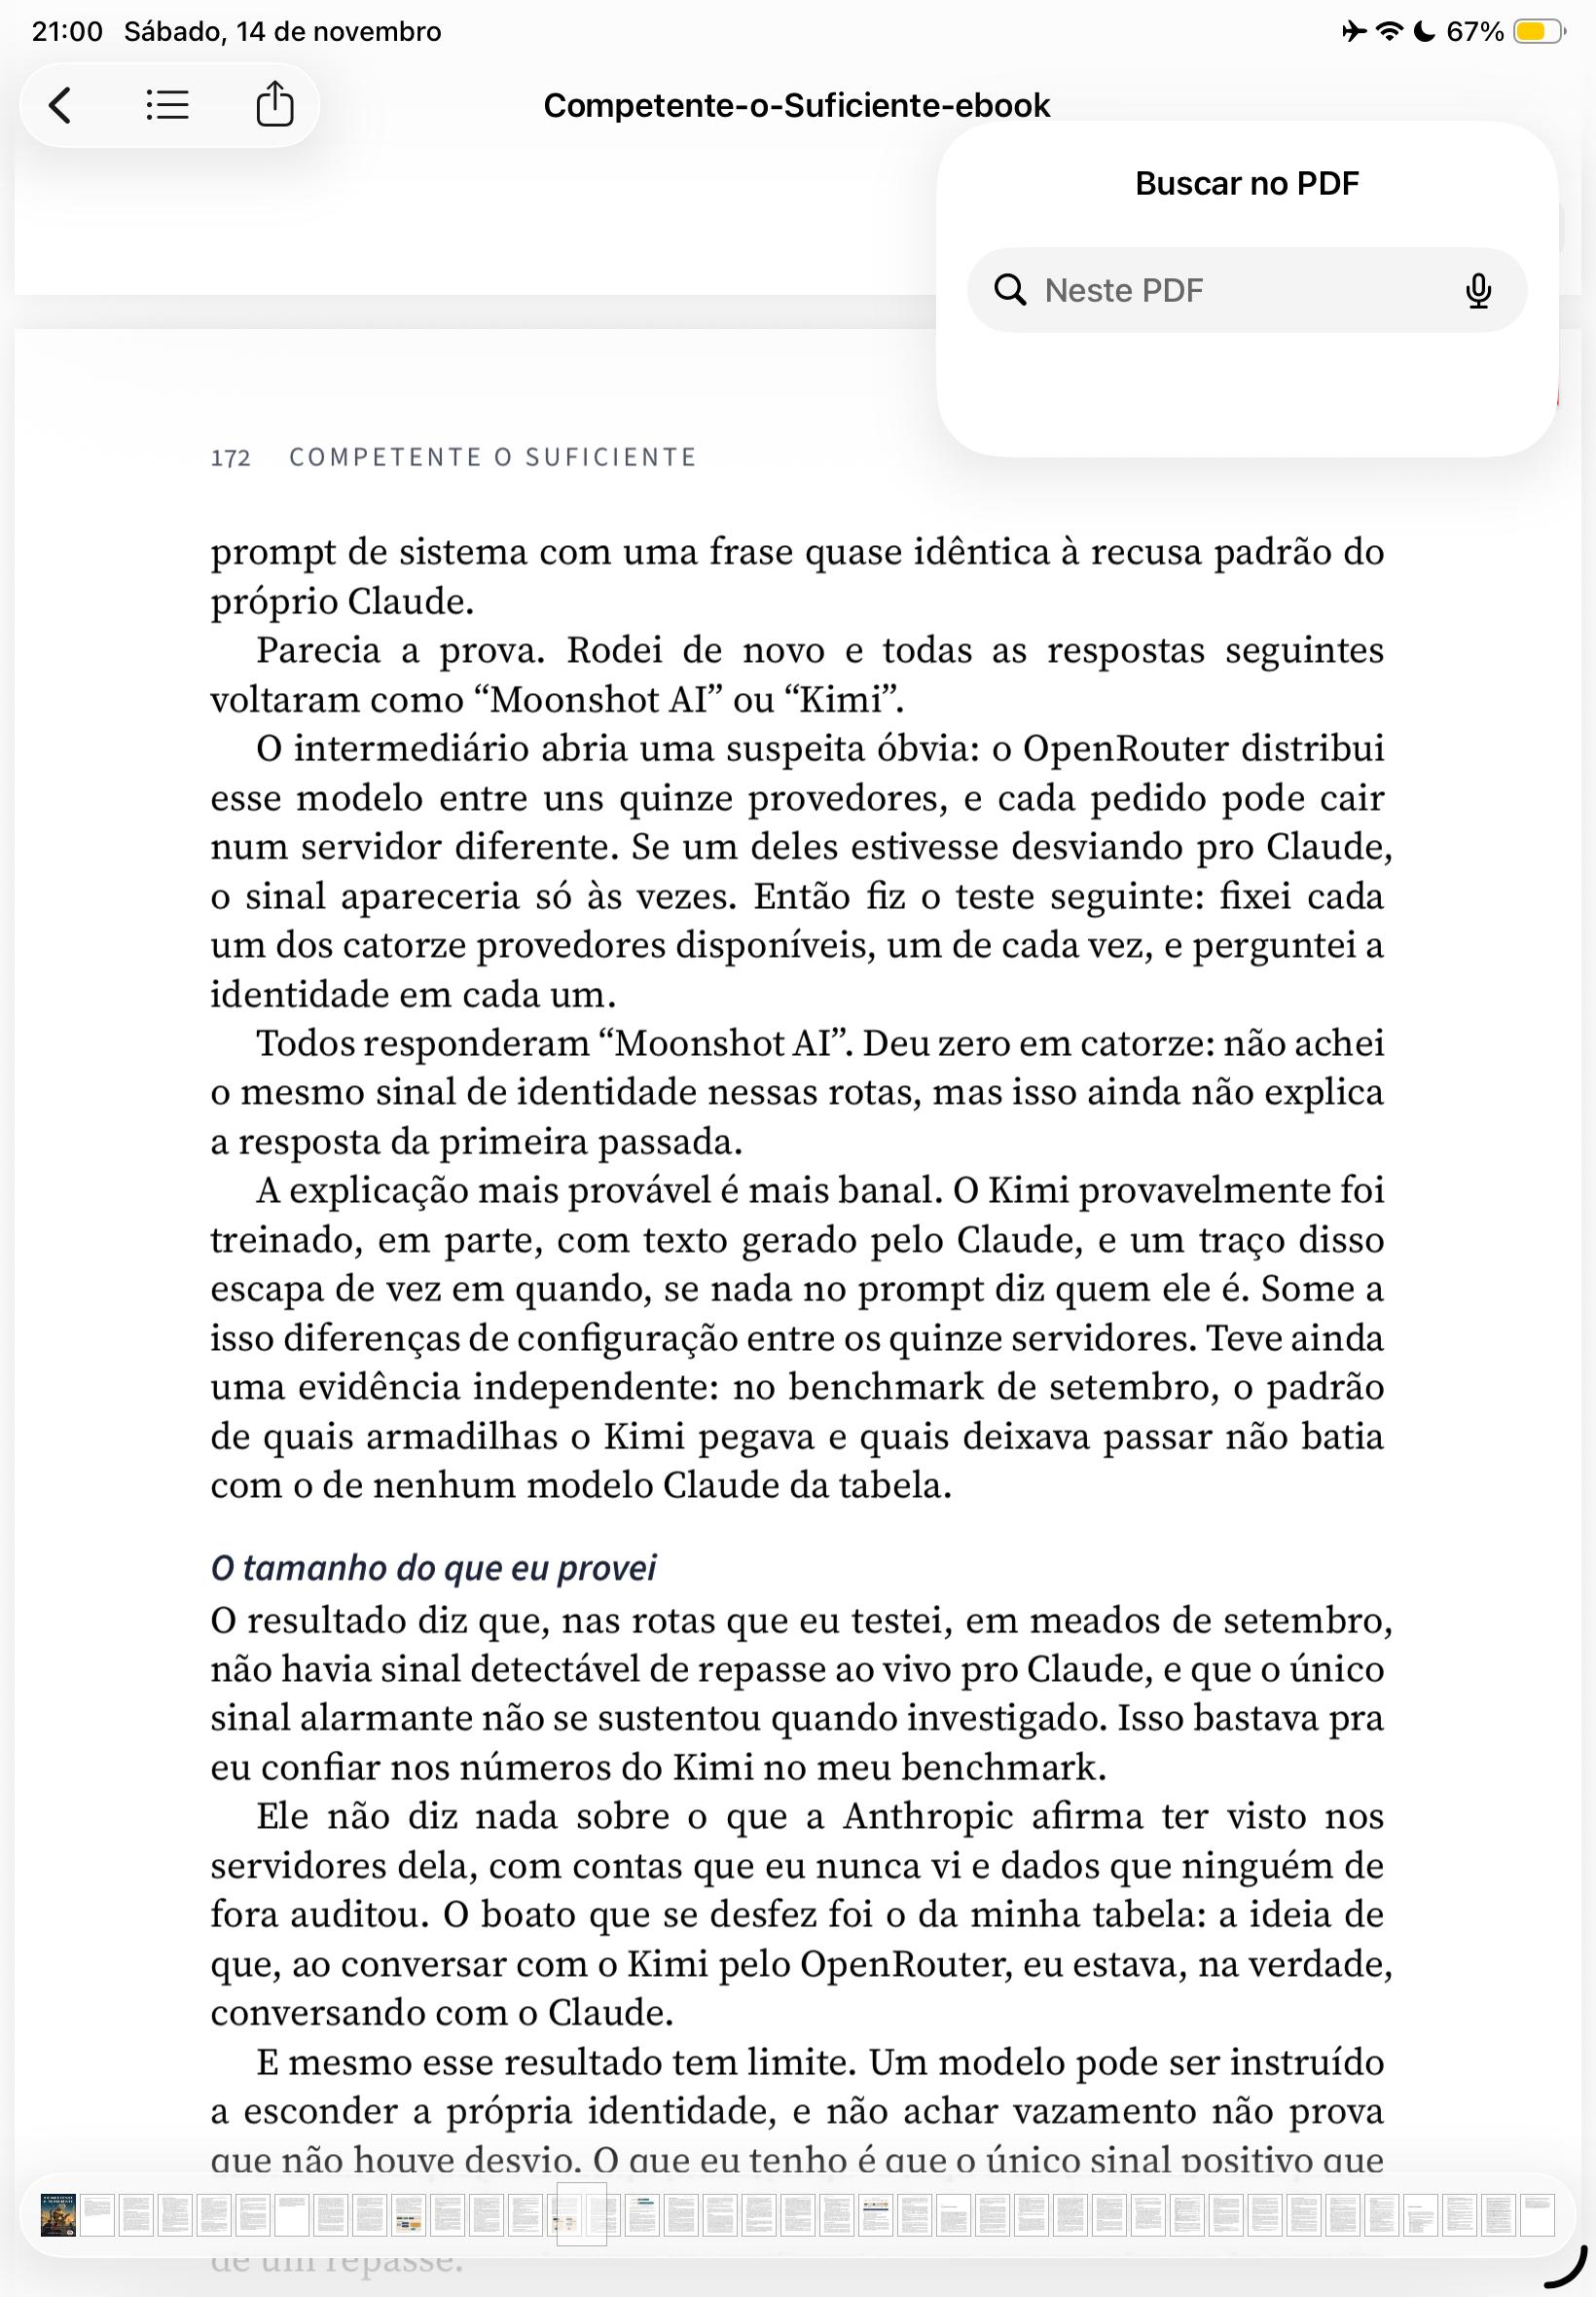 21:00 Sábado, 14 de novembro
67%
Competente-o-Suficiente-ebook
Buscar no PDF
Neste PDF
172 COMPETENTE O SUFICIENTE
prompt de sistema com uma frase quase idêntica à recusa padrão do
próprio Claude.
Parecia a prova. Rodei de novo e todas as respostas seguintes
voltaram como “Moonshot AI” ou “Kimi”.
O intermediário abria uma suspeita óbvia: o OpenRouter distribui
esse modelo entre uns quinze provedores, e cada pedido pode cair
num servidor diferente. Se um deles estivesse desviando pro Claude,
o sinal apareceria só às vezes. Então fiz o teste seguinte: fixei cada
um dos catorze provedores disponíveis, um de cada vez, e perguntei a
identidade em cada um.
Todos responderam “Moonshot AI”. Deu zero em catorze: não achei
o mesmo sinal de identidade nessas rotas, mas isso ainda não explica
a resposta da primeira passada.
A explicação mais provável é mais banal. O Kimi provavelmente foi
treinado, em parte, com texto gerado pelo Claude, e um traço disso
escapa de vez em quando, se nada no prompt diz quem ele é. Some a
isso diferenças de configuração entre os quinze servidores. Teve ainda
uma evidência independente: no benchmark de setembro, o padrão
de quais armadilhas o Kimi pegava e quais deixava passar não batia
com o de nenhum modelo Claude da tabela.
O tamanho do que eu provei
O resultado diz que, nas rotas que eu testei, em meados de setembro,
não havia sinal detectável de repasse ao vivo pro Claude, e que o único
sinal alarmante não se sustentou quando investigado. Isso bastava pra
eu confiar nos números do Kimi no meu benchmark.
Ele não diz nada sobre o que a Anthropic afirma ter visto nos
servidores dela, com contas que eu nunca vi e dados que ninguém de
fora auditou. O boato que se desfez foi o da minha tabela: a ideia de
que, ao conversar com o Kimi pelo OpenRouter, eu estava, na verdade,
conversando com o Claude.
E mesmo esse resultado tem limite. Um modelo pode ser instruído
a esconder a própria identidade, e não achar vazamento não prova
que não houve desvio. O que eu tenho é que o único sinal positivo que
de um repasse.